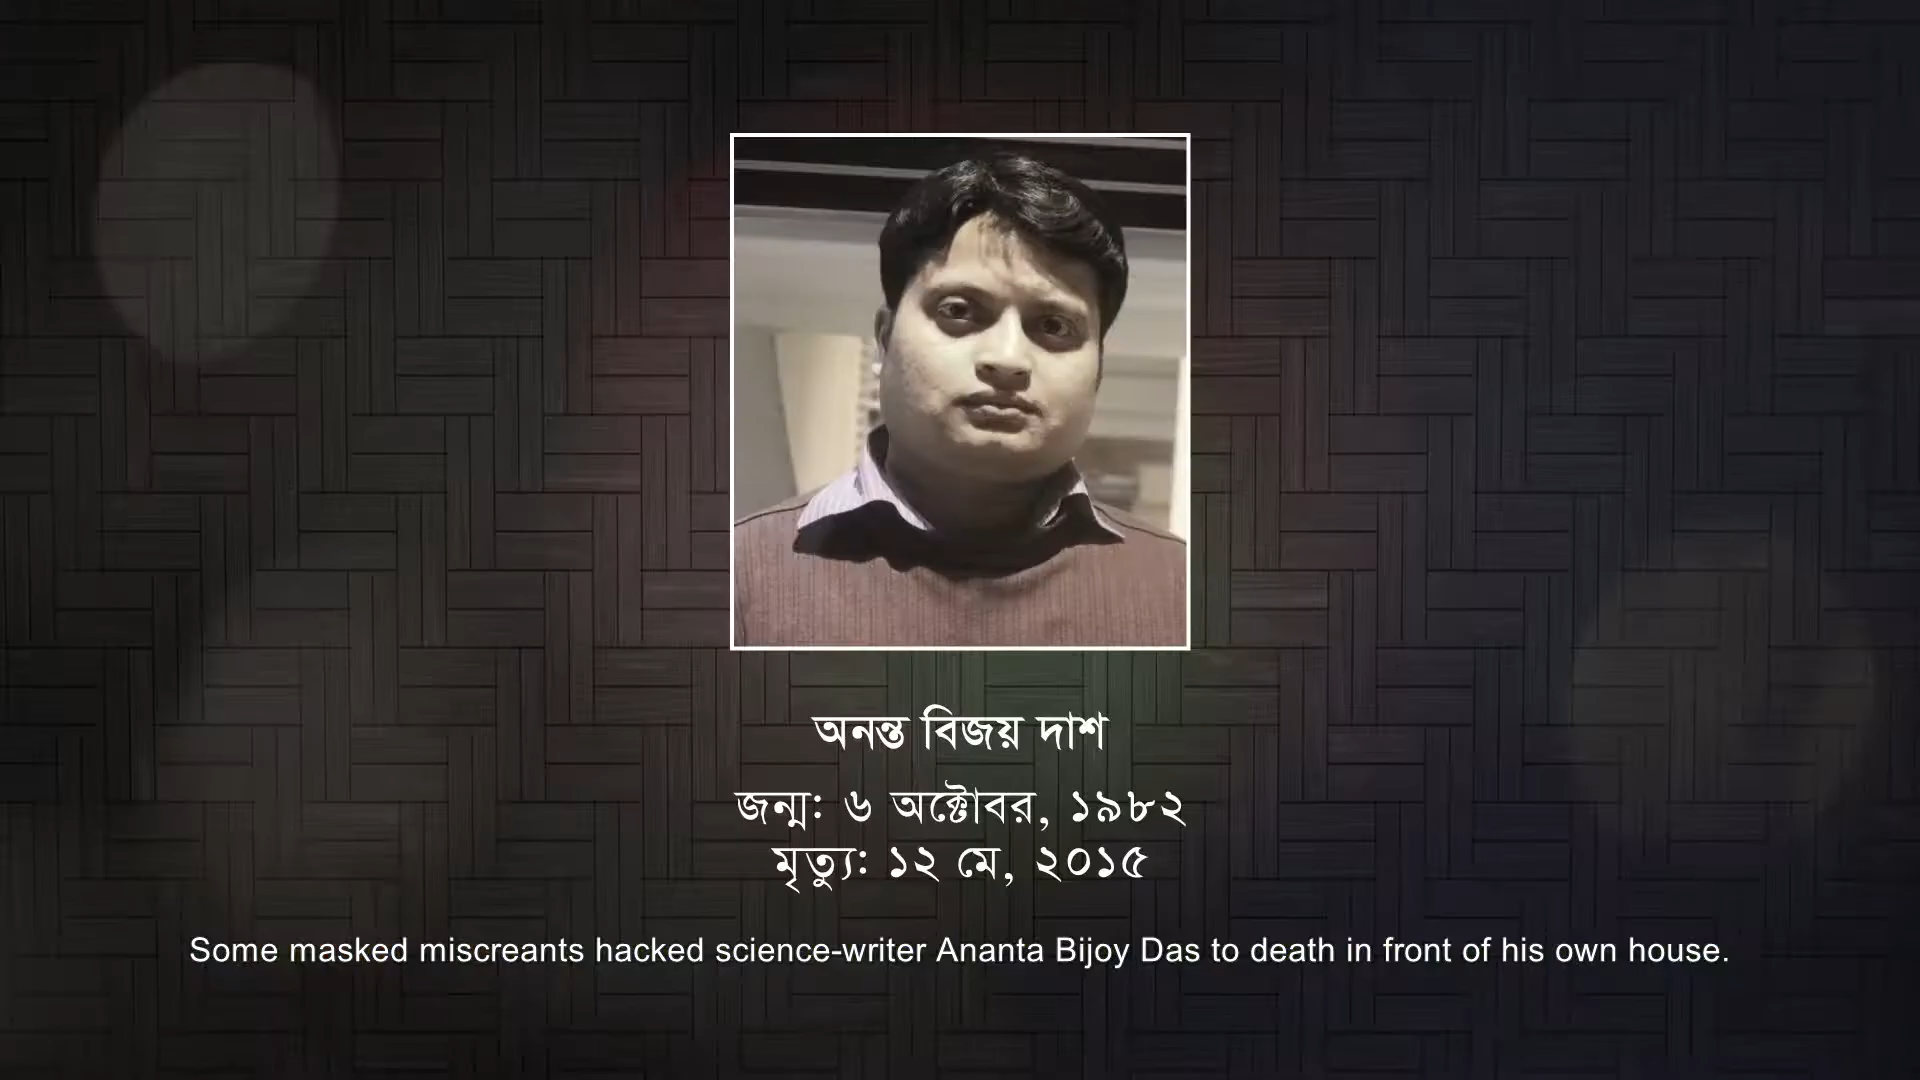 অনন্ত বিজয় দাশ
জন্ম: ৬ অক্টোবর, ১৯৮২
মৃত্যু: ১২ মে, ২০১৫
Some masked miscreants hacked science-writer Ananta Bijoy Das to death in front of his own house.